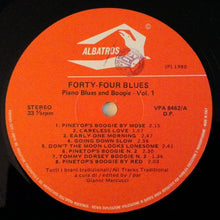 ALBATROS
(P) 1980
FORTY-FOUR BLUES
Piano Blues and Boogie - Vol. 1
STEREO
33 ⅓ rpm
VPA 8462/A
D.P.
1. PINETOP'S BOOGIE BY MOSE
2. CARELESS LOVE
3. EARLY ONE MORNING
4. GOING DOWN SLOW
5. DON'T THE MOON LOOKS LONESOME
6. PINETOP'S BOOGIE N. 2
7. TOMMY DORSEY BOOGIE N. 2
8. PINETOP'S BOOGIE BY RED
Tutti i brani tradizionali/All Tracks Traditional
a cura di / edited by / par
Gianni Marcucci